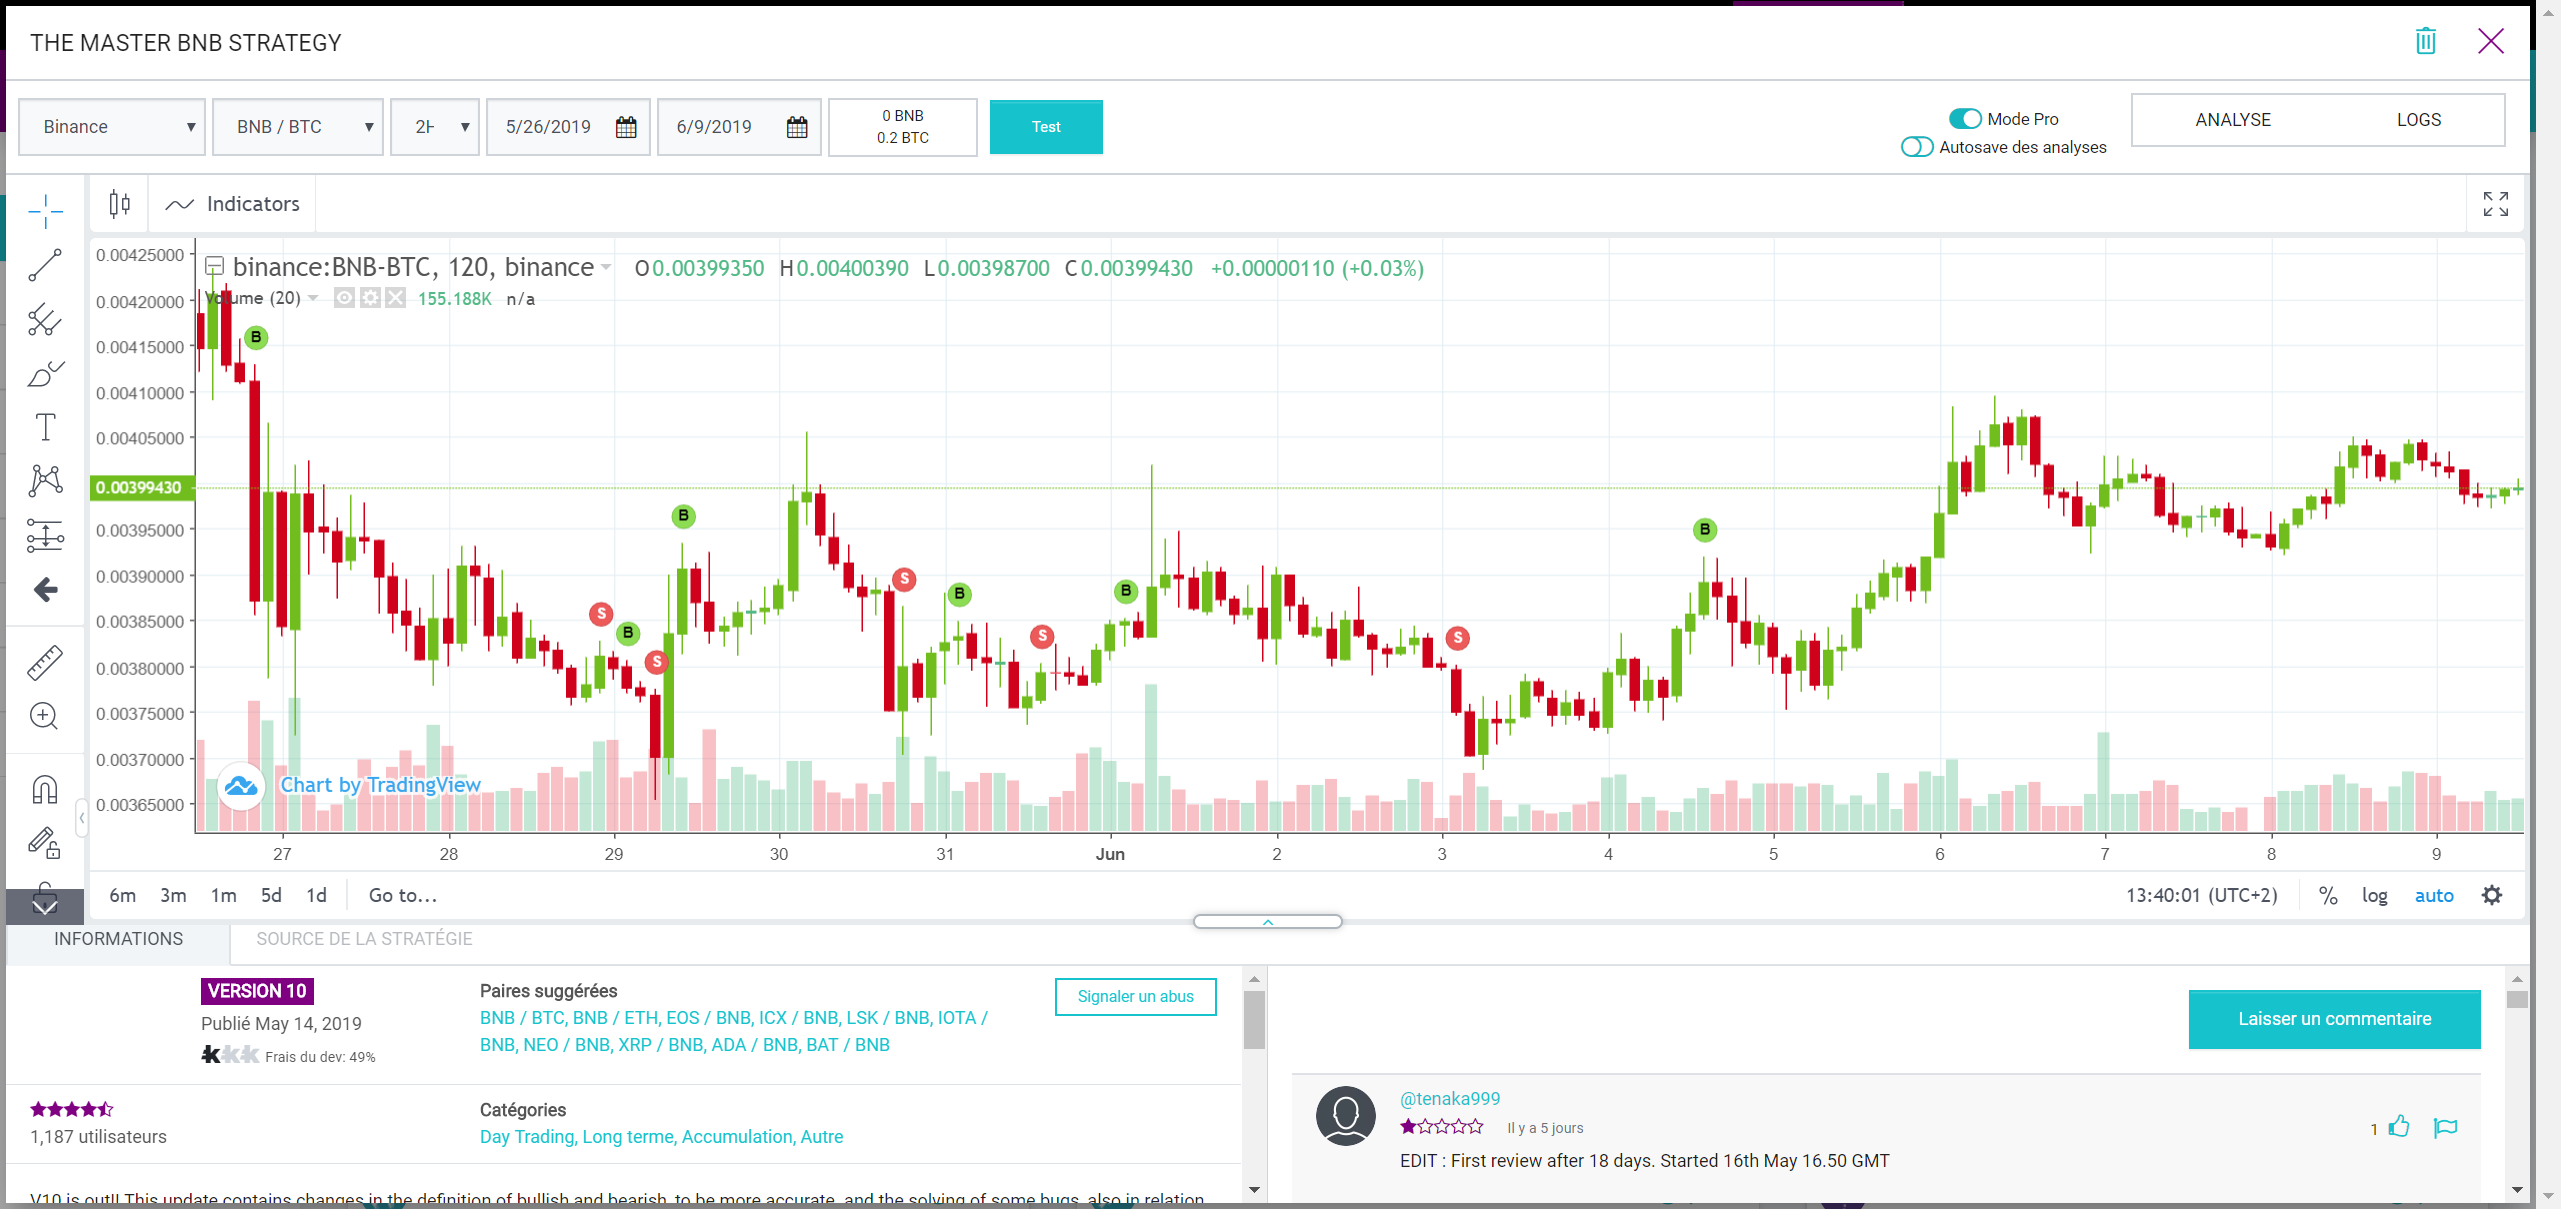 THE MASTER BNB STRATEGY
Binance
BNB / BTC
5/26/2019
6/9/2019
0 BNB
0.2 BTC
Test
Mode Pro
Autosave des analyses
ANALYSE
LOGS
Indicators
binance:BNB-BTC, 120, binance
O0.00399350 H0.00400390 L0.00398700 C0.00399430 +0.00000110 (+0.03%)
Volume (20) 155.188K n/a
0.00425000
0.00420000
0.00415000
0.00410000
0.00405000
0.00399430
0.00395000
0.00390000
0.00385000
0.00380000
0.00375000
0.00370000
0.00365000
B
B
S
B
S
B
S
B
S
B
S
Chart by TradingView
27 28 29 30 31 Jun 2 3 4 5 6 7 8 9
6m 3m 1m 5d 1d Go to...
13:40:01 (UTC+2) % log auto
INFORMATIONS
SOURCE DE LA STRATÉGIE
VERSION 10
Publié May 14, 2019
Frais du dev: 49%
Paires suggérées
BNB / BTC, BNB / ETH, EOS / BNB, ICX / BNB, LSK / BNB, IOTA /
BNB, NEO / BNB, XRP / BNB, ADA / BNB, BAT / BNB
Signaler un abus
1,187 utilisateurs
Catégories
Day Trading, Long terme, Accumulation, Autre
V10 is out!! This update contains changes in the definition of bullish and bearish, to be more accurate, and the solving of some bugs, also in relation
Laisser un commentaire
@tenaka999
Il y a 5 jours
1
EDIT : First review after 18 days. Started 16th May 16.50 GMT